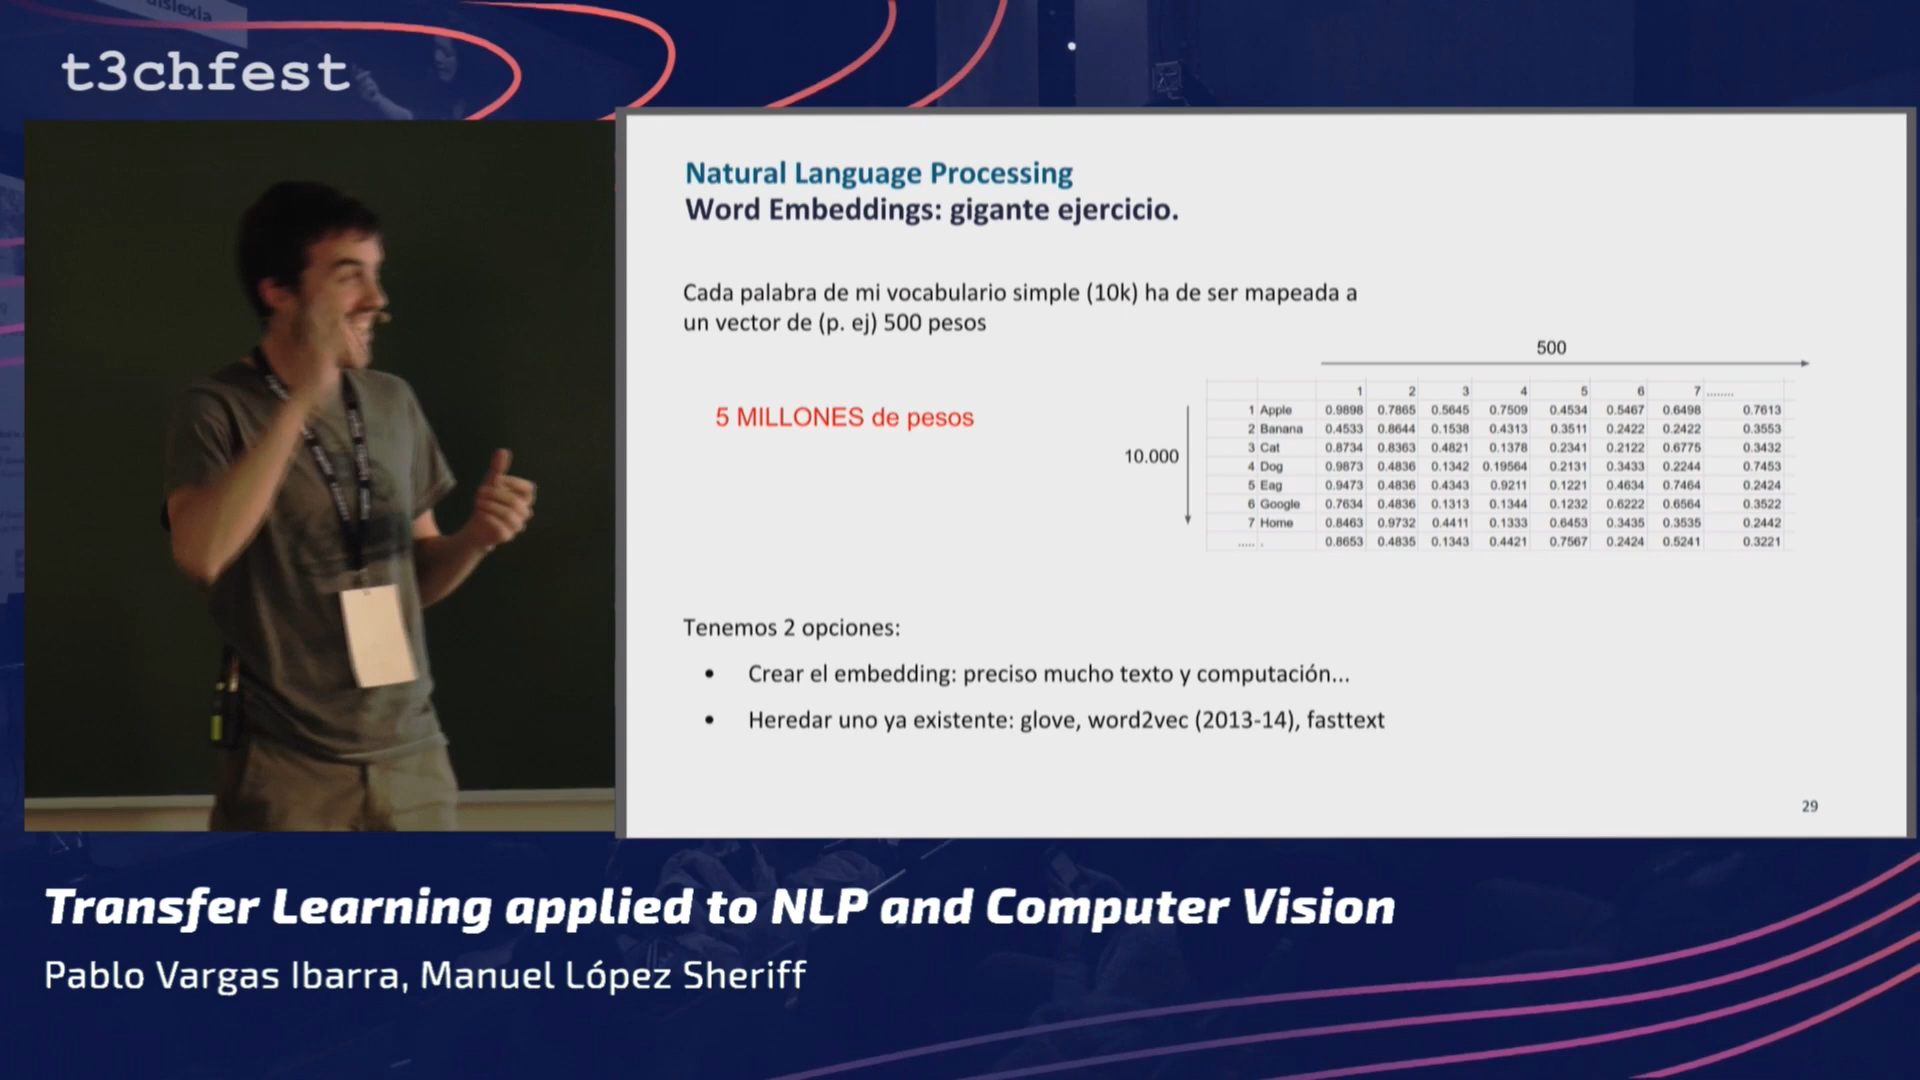 dislexia
t3chfest
Natural Language Processing
Word Embeddings: gigante ejercicio.
Cada palabra de mi vocabulario simple (10k) ha de ser mapeada a
un vector de (p. ej) 500 pesos
500
5 MILLONES de pesos
10.000
1 2 3 4 5 6 7 ........
1 Apple 0.9898 0.7865 0.5645 0.7509 0.4534 0.5467 0.6498 0.7613
2 Banana 0.4533 0.8644 0.1538 0.4313 0.3511 0.2422 0.2422 0.3553
3 Cat 0.8734 0.8363 0.4821 0.1378 0.2341 0.2122 0.6775 0.3432
4 Dog 0.9873 0.4836 0.1342 0.19564 0.2131 0.3433 0.2244 0.7453
5 Eag 0.9473 0.4836 0.4343 0.9211 0.1221 0.4634 0.7464 0.2424
6 Google 0.7634 0.4836 0.1313 0.1344 0.1232 0.6222 0.6564 0.3522
7 Home 0.8463 0.9732 0.4411 0.1333 0.6453 0.3435 0.3535 0.2442
..... . 0.8653 0.4835 0.1343 0.4421 0.7567 0.2424 0.5241 0.3221
Tenemos 2 opciones:
• Crear el embedding: preciso mucho texto y computación...
• Heredar uno ya existente: glove, word2vec (2013-14), fasttext
29
Transfer Learning applied to NLP and Computer Vision
Pablo Vargas Ibarra, Manuel López Sheriff